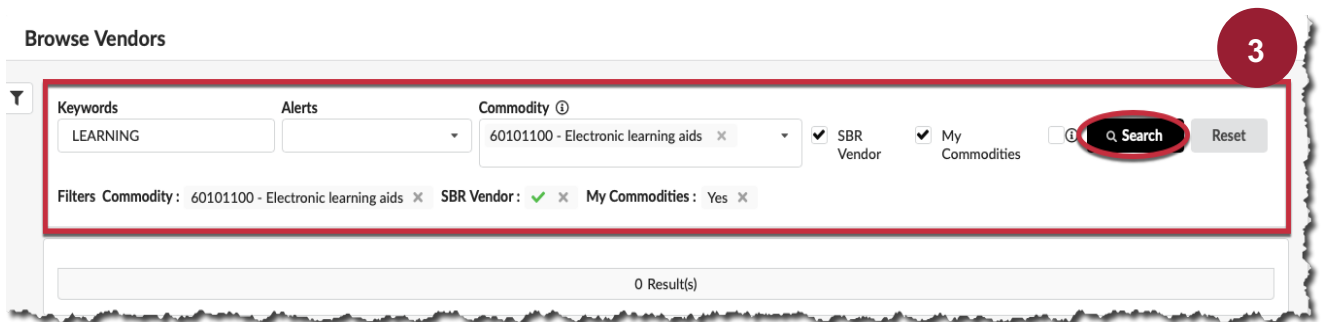 Browse Vendors
3
Keywords Alerts Commodity
LEARNING 60101100 - Electronic learning aids × SBR Vendor My Commodities Search Reset
Filters Commodity : 60101100 - Electronic learning aids × SBR Vendor : ✓ × My Commodities : Yes ×
0 Result(s)